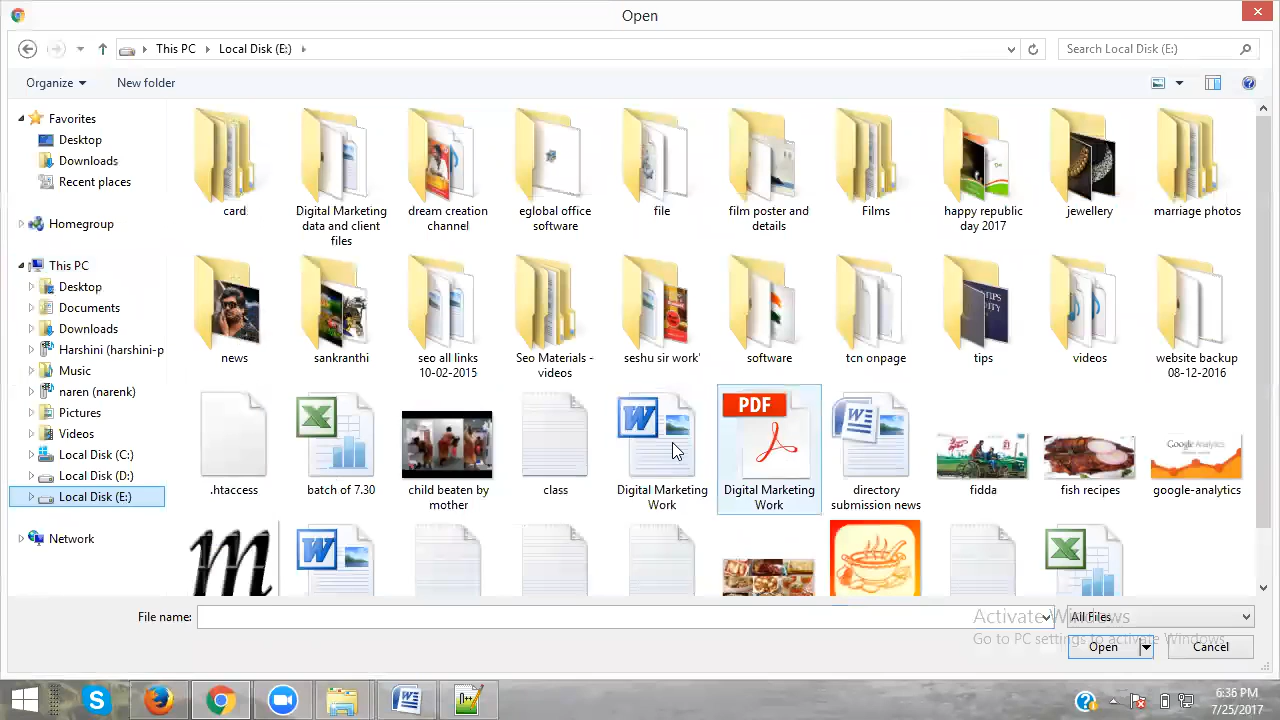 Open
This PC
Local Disk (E:)
Search Local Disk (E:)
Organize
New folder
Favorites
Desktop
Downloads
Recent places
Homegroup
This PC
Desktop
Documents
Downloads
Harshini (harshini-p
Music
naren (narenk)
Pictures
Videos
Local Disk (C:)
Local Disk (D:)
Local Disk (E:)
Network
card
Digital Marketing
data and client
files
dream creation
channel
eglobal office
software
file
film poster and
details
Films
happy republic
day 2017
jewellery
marriage photos
news
sankranthi
seo all links
10-02-2015
Seo Materials -
videos
seshu sir work'
software
tcn onpage
TIPS
tips
videos
website backup
08-12-2016
.htaccess
batch of 7.30
child beaten by
mother
class
Digital Marketing
Work
PDF
Digital Marketing
Work
directory
submission news
fidda
fish recipes
Google Analytics
google-analytics
m
File name:
All Files
Activate Windows
Go to PC settings to activate Windows.
Open
Cancel
6:36 PM
7/25/2017